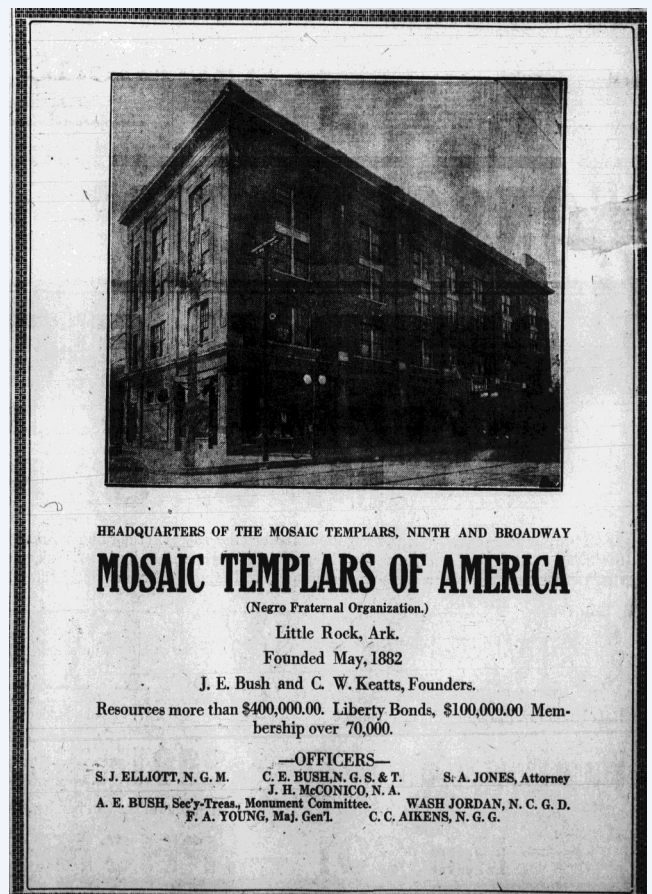 HEADQUARTERS OF THE MOSAIC TEMPLARS, NINTH AND BROADWAY
MOSAIC TEMPLARS OF AMERICA
(Negro Fraternal Organization.)
Little Rock, Ark.
Founded May, 1882
J. E. Bush and C. W. Keatts, Founders.
Resources more than $400,000.00. Liberty Bonds, $100,000.00 Mem-
bership over 70,000.
—OFFICERS—
S. J. ELLIOTT, N. G. M. C. E. BUSH, N. G. S. & T. S. A. JONES, Attorney
J. H. McCONICO, N. A.
A. E. BUSH, Sec'y-Treas., Monument Committee. WASH JORDAN, N. C. G. D.
F. A. YOUNG, Maj. Gen'l. C. C. AIKENS, N. G. G.